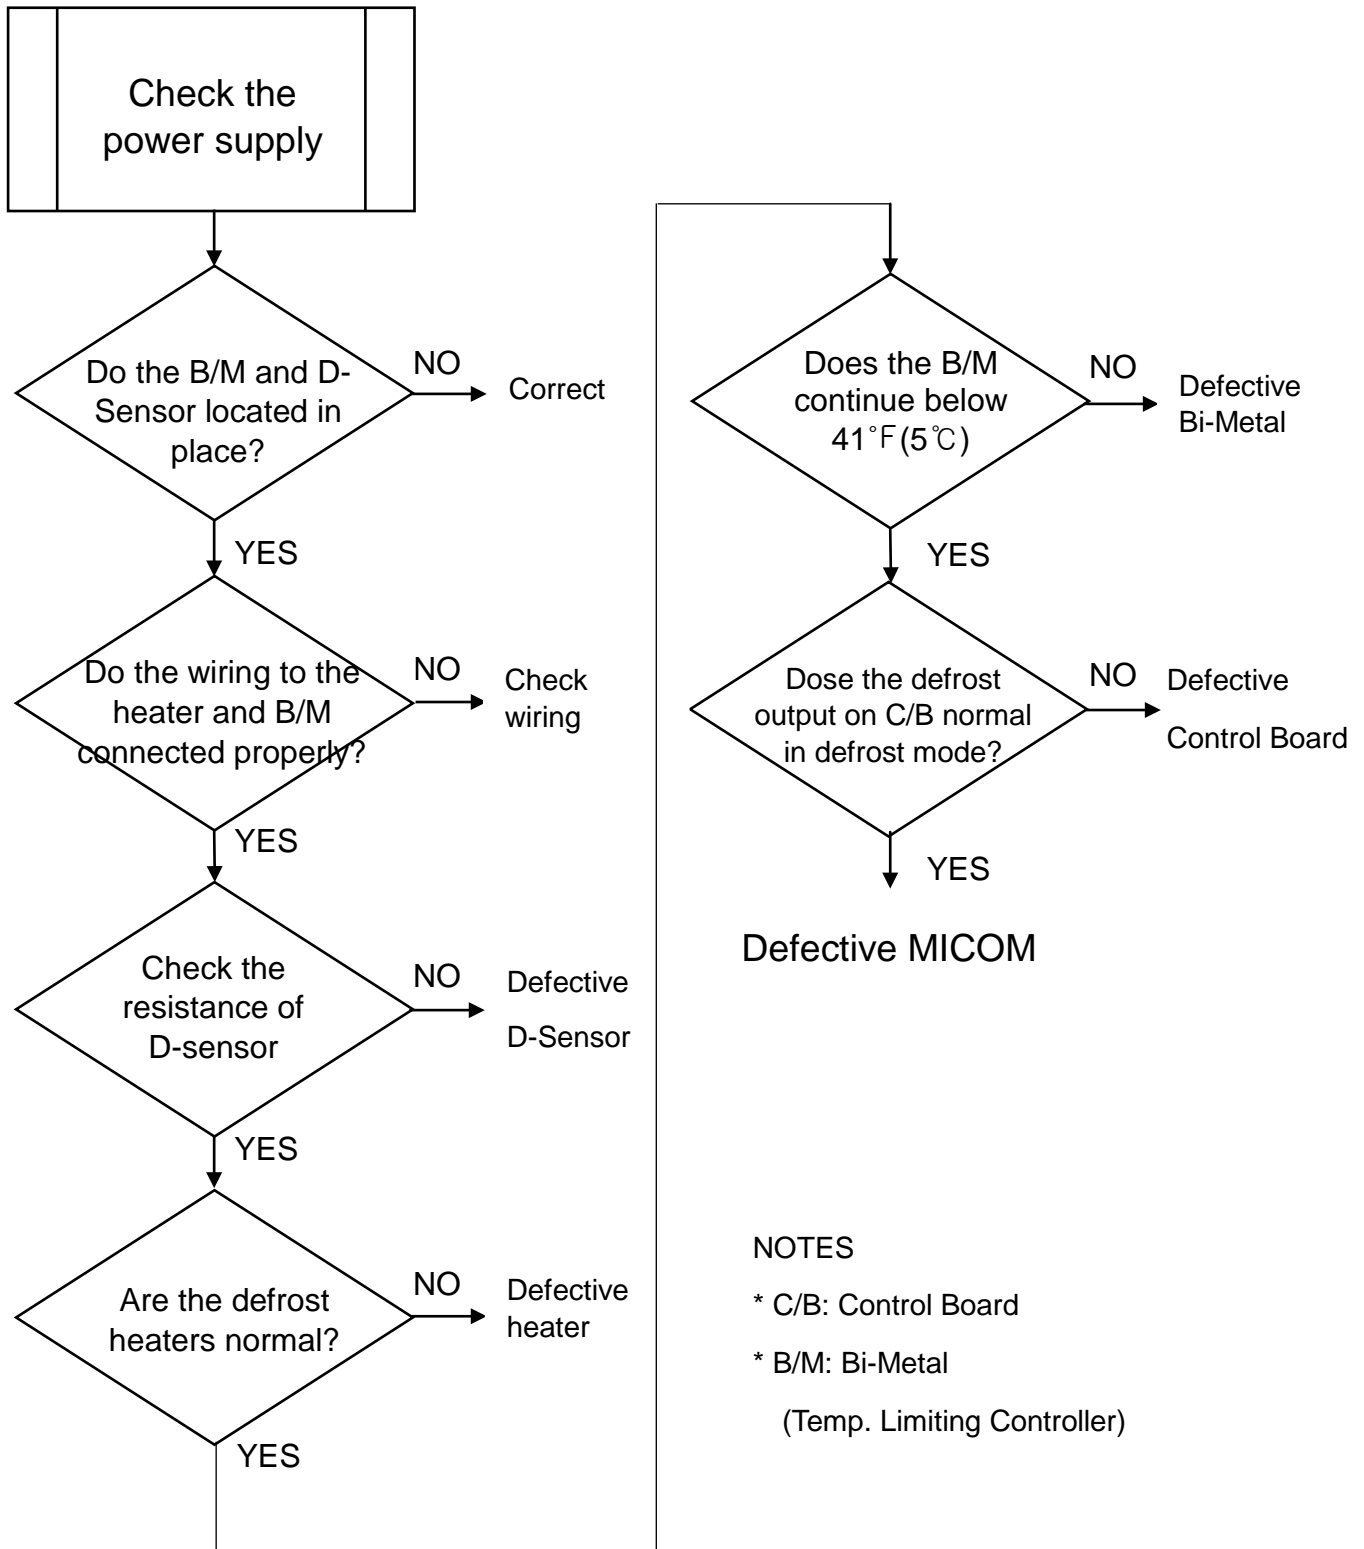 Check the
power supply
Do the B/M and D-
Sensor located in
place?
NO
Correct
YES
Do the wiring to the
heater and B/M
connected properly?
NO
Check
wiring
YES
Check the
resistance of
D-sensor
NO
Defective
D-Sensor
YES
Are the defrost
heaters normal?
NO
Defective
heater
YES
Does the B/M
continue below
41°F(5℃)
NO
Defective
Bi-Metal
YES
Dose the defrost
output on C/B normal
in defrost mode?
NO
Defective
Control Board
YES
Defective MICOM
NOTES
* C/B: Control Board
* B/M: Bi-Metal
(Temp. Limiting Controller)